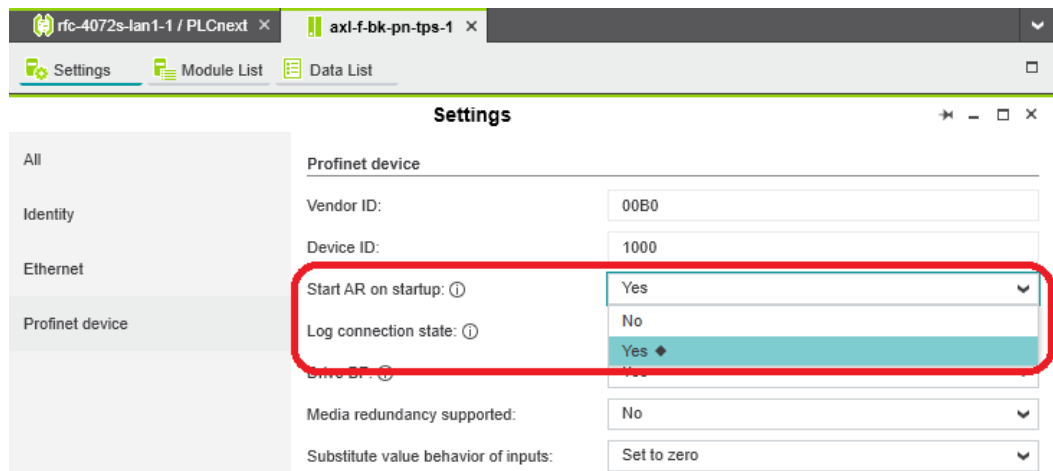 rfc-4072s-lan1-1 / PLCnext
axl-f-bk-pn-tps-1
Settings
Module List
Data List
Settings
All
Identity
Ethernet
Profinet device
Profinet device
Vendor ID: 00B0
Device ID: 1000
Start AR on startup: Yes
No
Log connection state:
Yes
Media redundancy supported: No
Substitute value behavior of inputs: Set to zero